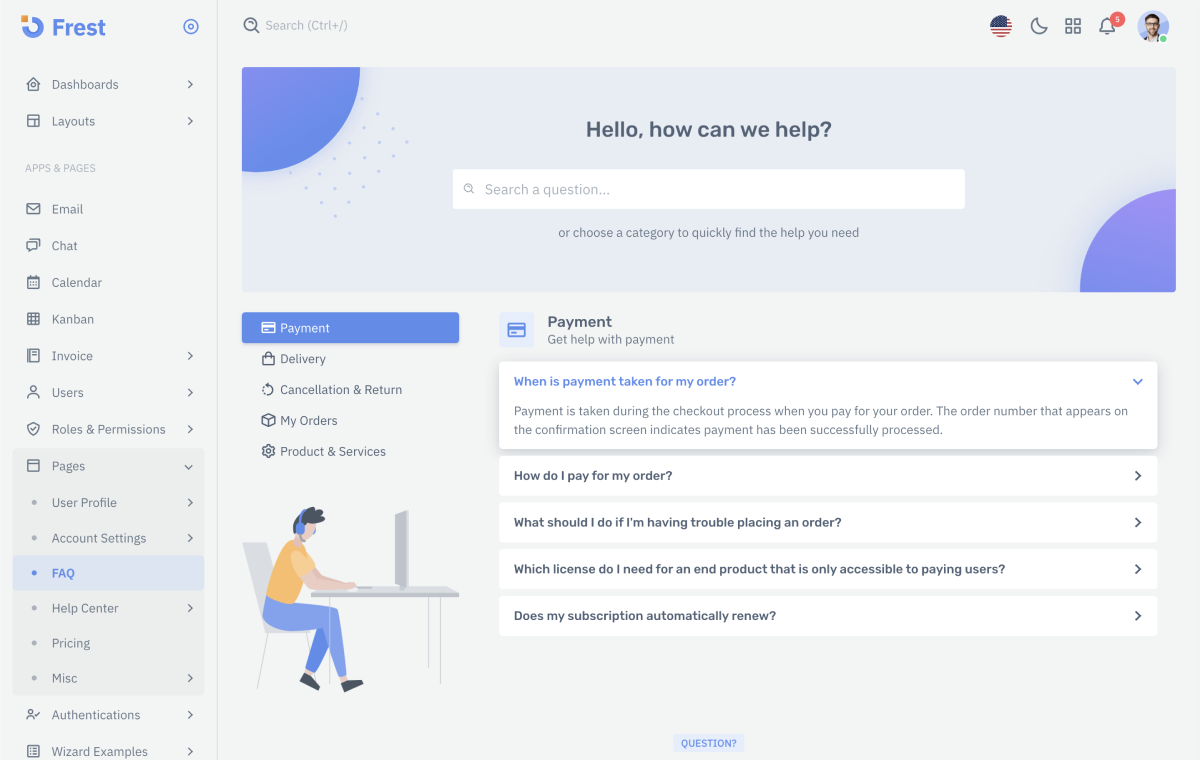 Frest
Search (Ctrl+/)
5
Dashboards
Layouts
APPS & PAGES
Email
Chat
Calendar
Kanban
Invoice
Users
Roles & Permissions
Pages
User Profile
Account Settings
FAQ
Help Center
Pricing
Misc
Authentications
Wizard Examples
Hello, how can we help?
Search a question...
or choose a category to quickly find the help you need
Payment
Delivery
Cancellation & Return
My Orders
Product & Services
Payment
Get help with payment
When is payment taken for my order?
Payment is taken during the checkout process when you pay for your order. The order number that appears on
the confirmation screen indicates payment has been successfully processed.
How do I pay for my order?
What should I do if I'm having trouble placing an order?
Which license do I need for an end product that is only accessible to paying users?
Does my subscription automatically renew?
QUESTION?